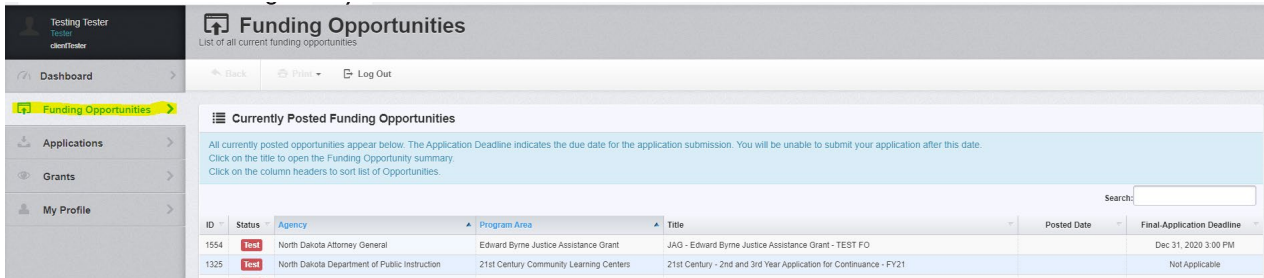 Testing Tester
Tester
clientTester
Funding Opportunities
List of all current funding opportunities
Dashboard
Back Print Log Out
Funding Opportunities
Applications
Grants
My Profile
Currently Posted Funding Opportunities
All currently posted opportunities appear below. The Application Deadline indicates the due date for the application submission. You will be unable to submit your application after this date.
Click on the title to open the Funding Opportunity summary.
Click on the column headers to sort list of Opportunities.
Search:
ID Status Agency Program Area Title Posted Date Final-Application Deadline
1554 Test North Dakota Attorney General Edward Byrne Justice Assistance Grant JAG - Edward Byrne Justice Assistance Grant - TEST FO Dec 31, 2020 3:00 PM
1325 Test North Dakota Department of Public Instruction 21st Century Community Learning Centers 21st Century - 2nd and 3rd Year Application for Continuance - FY21 Not Applicable